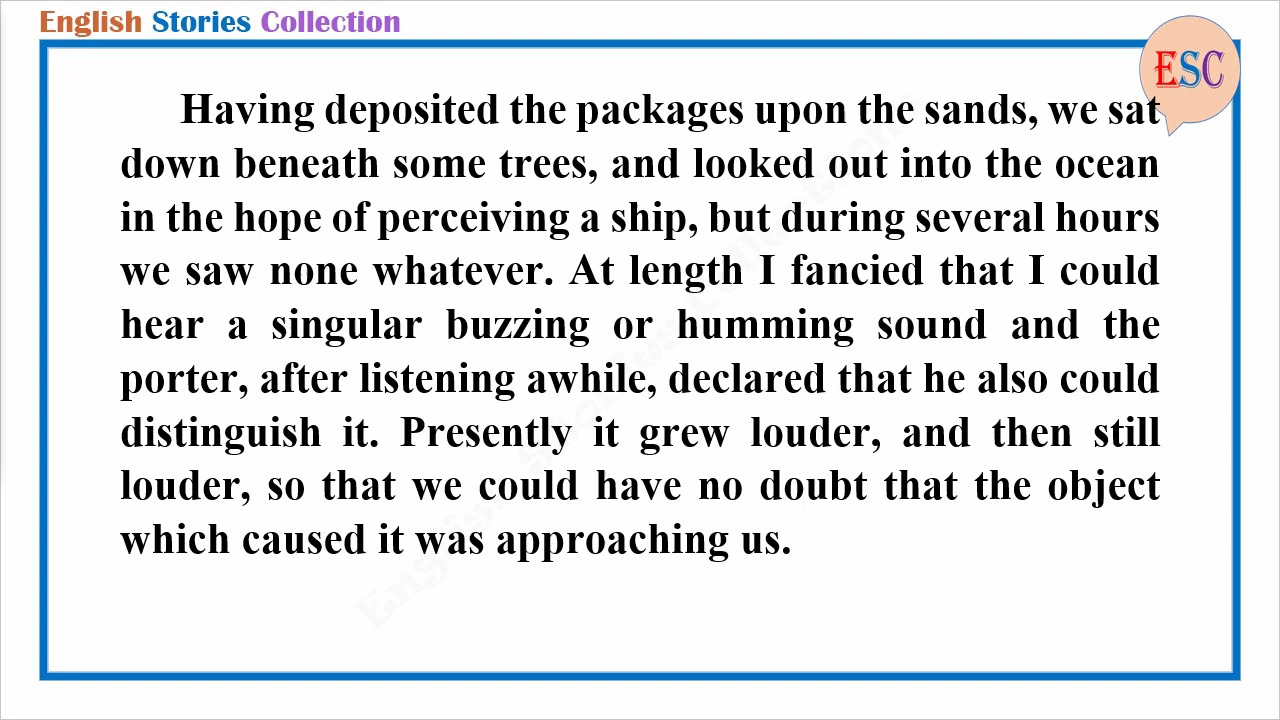 English Stories Collection
ESC
Having deposited the packages upon the sands, we sat
down beneath some trees, and looked out into the ocean
in the hope of perceiving a ship, but during several hours
we saw none whatever. At length I fancied that I could
hear a singular buzzing or humming sound and the
porter, after listening awhile, declared that he also could
distinguish it. Presently it grew louder, and then still
louder, so that we could have no doubt that the object
which caused it was approaching us.
English Stories Collection